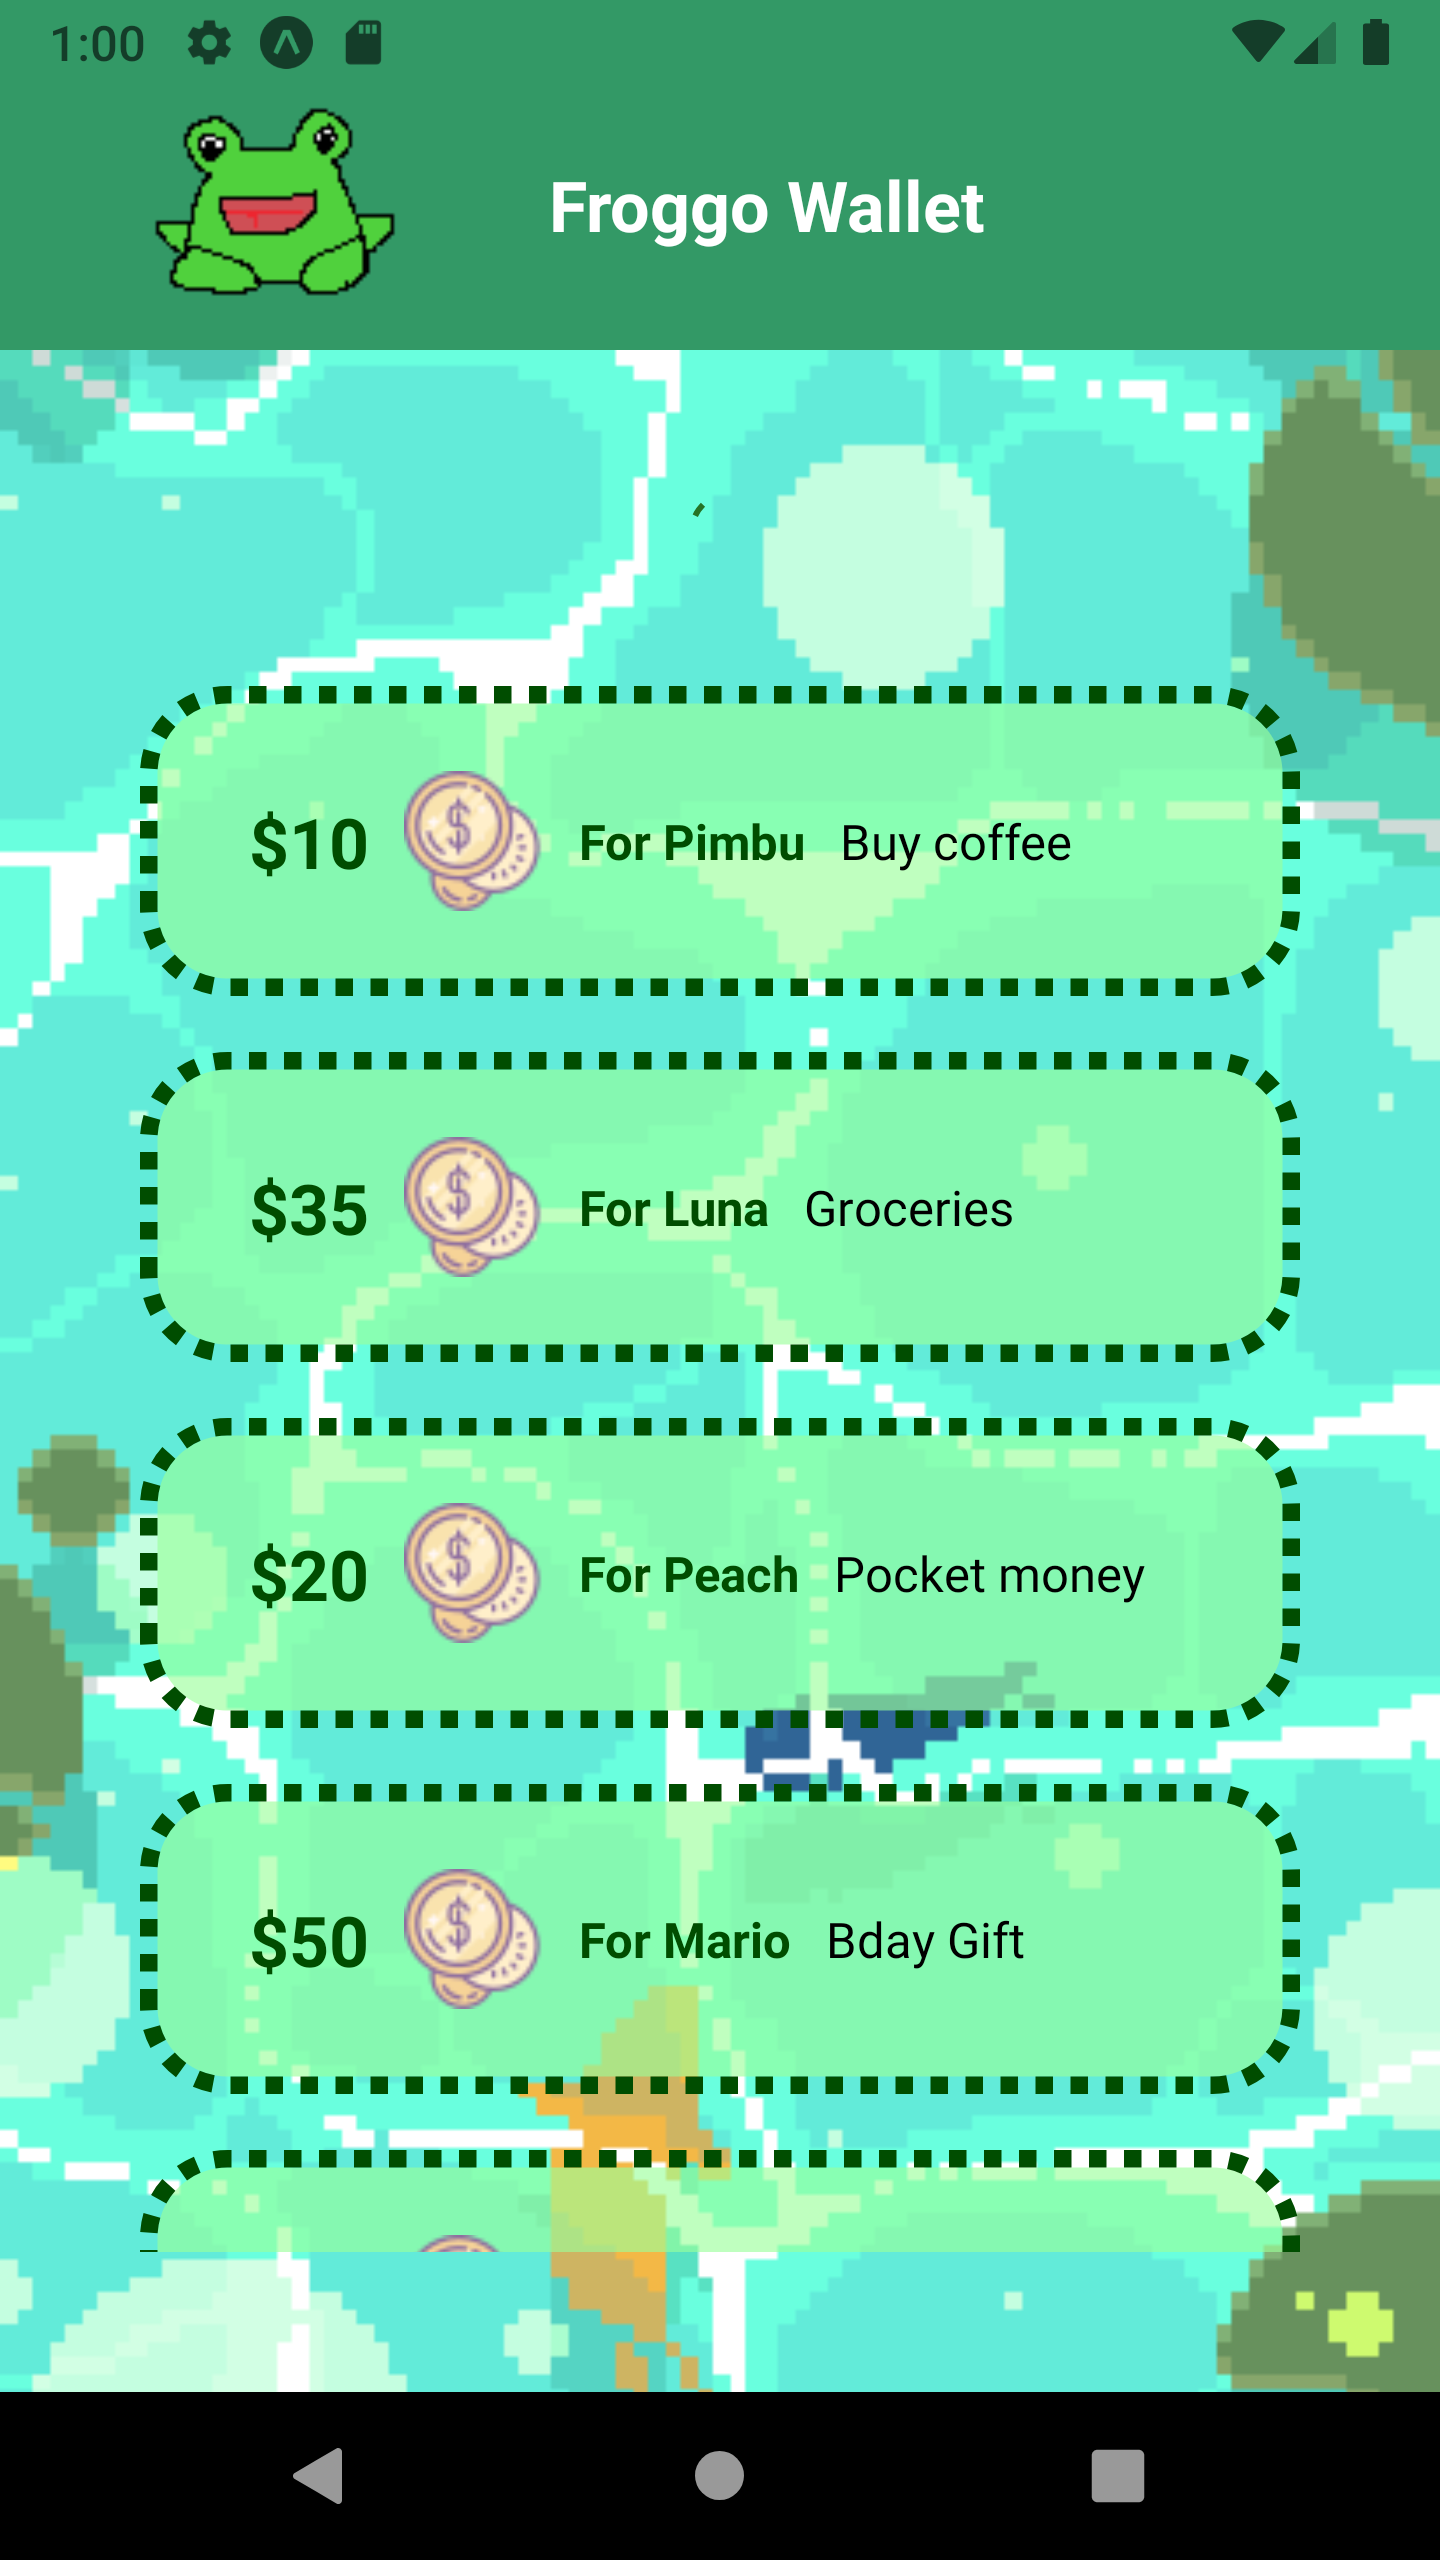 1:00
Froggo Wallet
$10 $ For Pimbu Buy coffee
$35 $ For Luna Groceries
$20 $ For Peach Pocket money
$50 $ For Mario Bday Gift